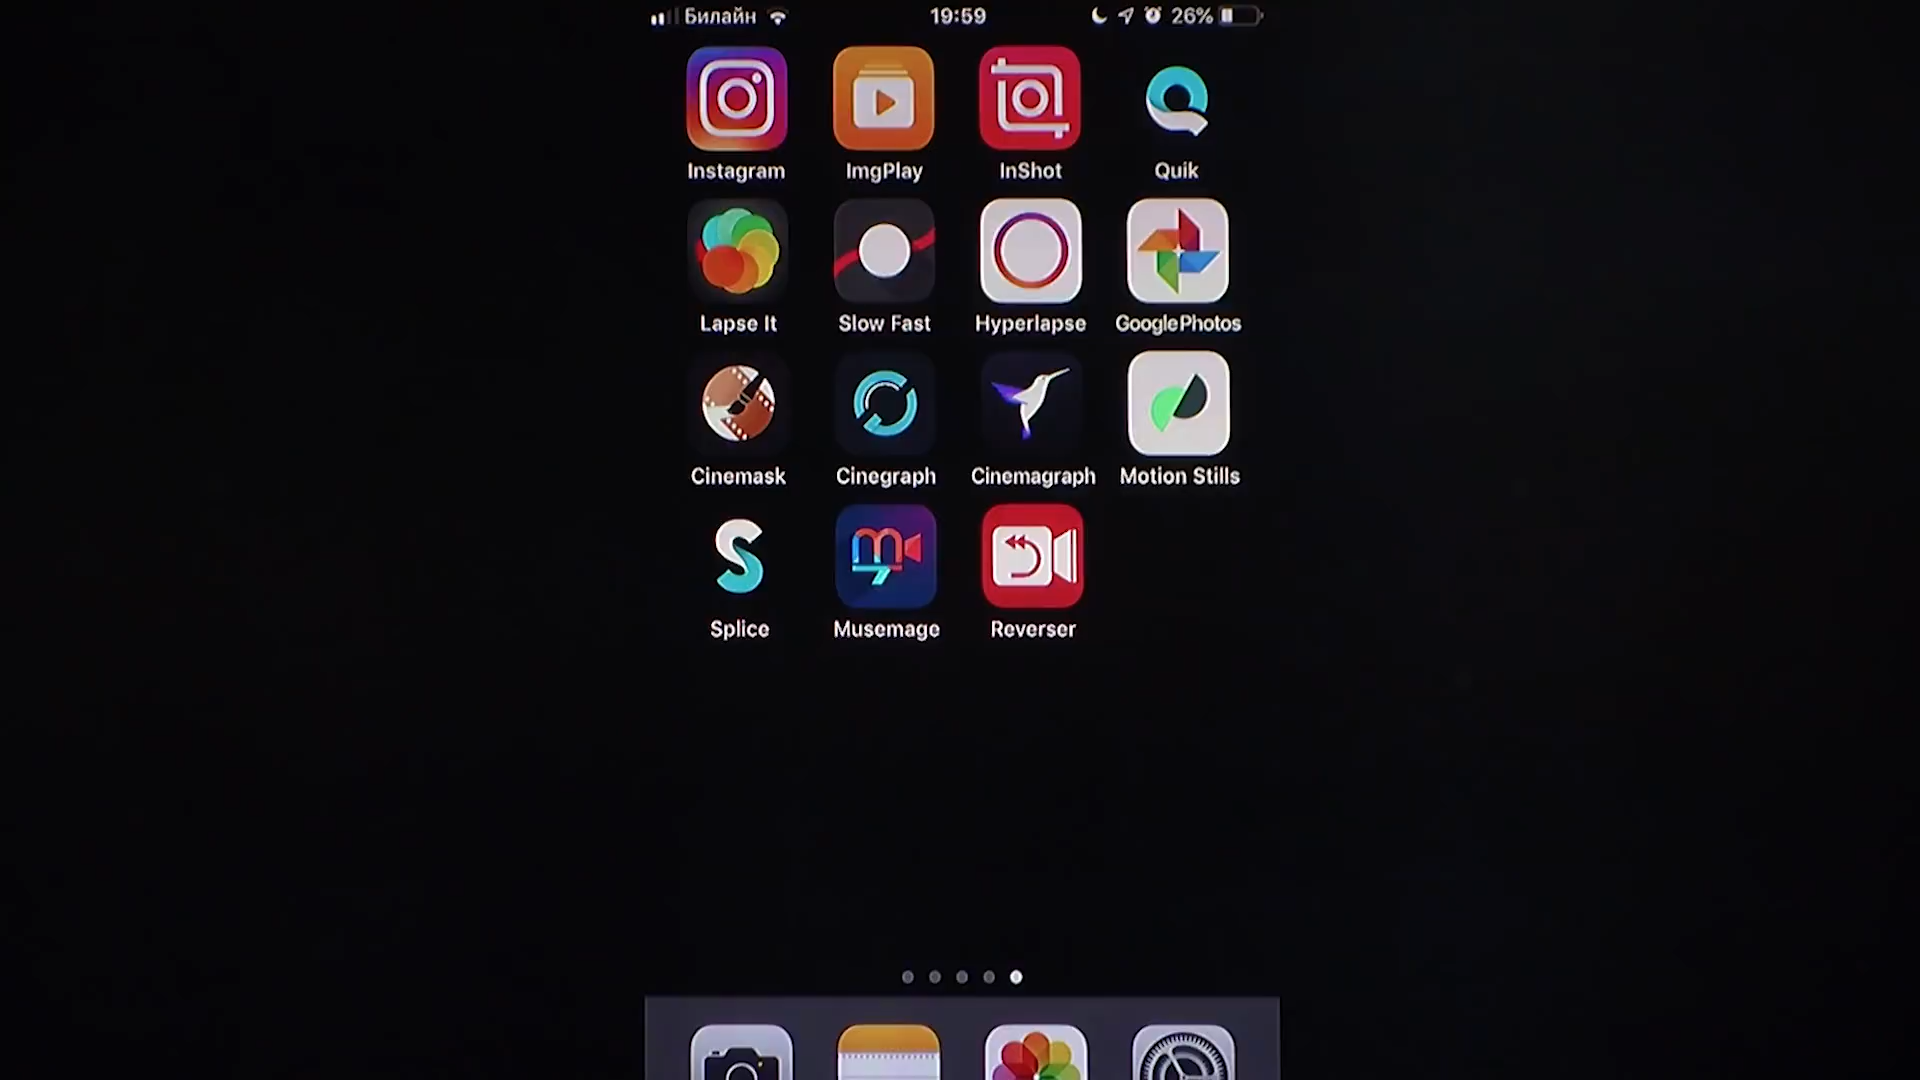 Билайн 19:59 26%
Instagram ImgPlay InShot Quik
Lapse It Slow Fast Hyperlapse GooglePhotos
Cinemask Cinegraph Cinemagraph Motion Stills
Splice Musemage Reverser